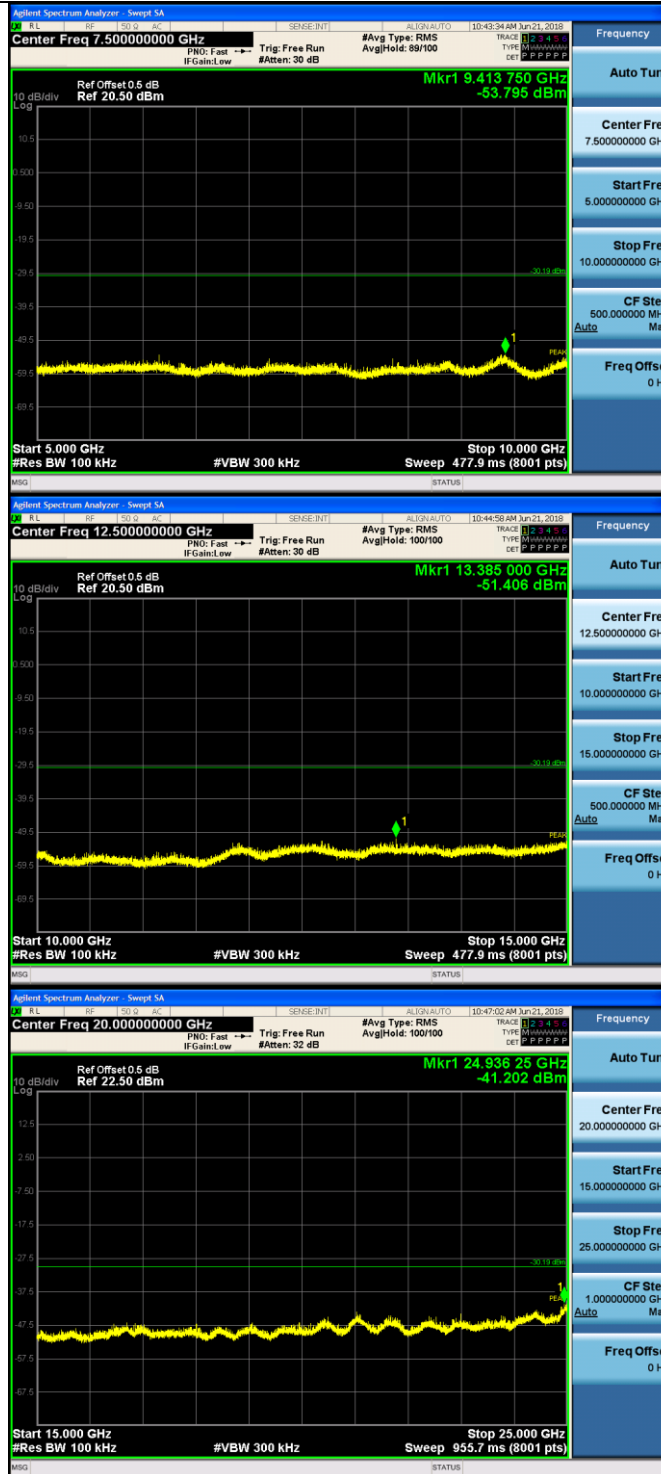 Agilent Spectrum Analyzer - Swept SA
RL RF 50 Ω AC SENSE:INT ALIGNAUTO 10:43:34 AM Jun 21, 2018
Center Freq 7.500000000 GHz
PNO: Fast
IFGain:Low
Trig: Free Run
#Atten: 30 dB
#Avg Type: RMS
Avg|Hold: 89/100
TRACE 1 2 3 4 5 6
TYPE M
DET P P P P P P
Ref Offset 0.5 dB
10 dB/div Ref 20.50 dBm
Log
Mkr1 9.413 750 GHz
-53.795 dBm
10.5
0.500
-9.50
-19.5
-29.5
-30.19 dBm
-39.5
-49.5
1
PEAK
-59.5
-69.5
Start 5.000 GHz Stop 10.000 GHz
#Res BW 100 kHz #VBW 300 kHz Sweep 477.9 ms (8001 pts)
MSG STATUS
Frequency
Auto Tun
Center Fre
7.500000000 GH
Start Fre
5.000000000 GH
Stop Fre
10.000000000 GH
CF Ste
500.000000 MH
Auto Ma
Freq Offse
0 H
Agilent Spectrum Analyzer - Swept SA
RL RF 50 Ω AC SENSE:INT ALIGNAUTO 10:44:58 AM Jun 21, 2018
Center Freq 12.500000000 GHz
PNO: Fast
IFGain:Low
Trig: Free Run
#Atten: 30 dB
#Avg Type: RMS
Avg|Hold: 100/100
TRACE 1 2 3 4 5 6
TYPE M
DET P P P P P P
Ref Offset 0.5 dB
10 dB/div Ref 20.50 dBm
Log
Mkr1 13.385 000 GHz
-51.406 dBm
10.5
0.500
-9.50
-19.5
-29.5
-30.19 dBm
-39.5
-49.5
1
PEAK
-59.5
-69.5
Start 10.000 GHz Stop 15.000 GHz
#Res BW 100 kHz #VBW 300 kHz Sweep 477.9 ms (8001 pts)
MSG STATUS
Frequency
Auto Tun
Center Fre
12.500000000 GH
Start Fre
10.000000000 GH
Stop Fre
15.000000000 GH
CF Ste
500.000000 MH
Auto Ma
Freq Offse
0 H
Agilent Spectrum Analyzer - Swept SA
RL RF 50 Ω AC SENSE:INT ALIGNAUTO 10:47:02 AM Jun 21, 2018
Center Freq 20.000000000 GHz
PNO: Fast
IFGain:Low
Trig: Free Run
#Atten: 32 dB
#Avg Type: RMS
Avg|Hold: 100/100
TRACE 1 2 3 4 5 6
TYPE M
DET P P P P P P
Ref Offset 0.5 dB
10 dB/div Ref 22.50 dBm
Log
Mkr1 24.936 25 GHz
-41.202 dBm
12.5
2.50
-7.50
-17.5
-27.5
-30.19 dBm
-37.5
1
PEAK
-47.5
-57.5
-67.5
Start 15.000 GHz Stop 25.000 GHz
#Res BW 100 kHz #VBW 300 kHz Sweep 955.7 ms (8001 pts)
MSG STATUS
Frequency
Auto Tun
Center Fre
20.000000000 GH
Start Fre
15.000000000 GH
Stop Fre
25.000000000 GH
CF Ste
1.000000000 GH
Auto Ma
Freq Offse
0 H